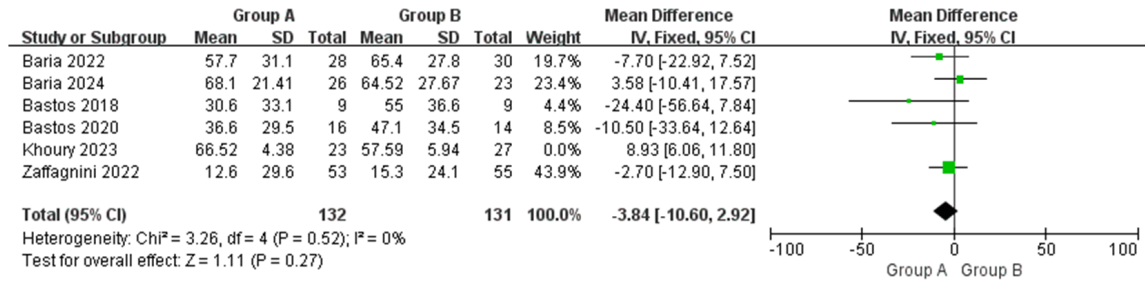 Group A Group B Mean Difference Mean Difference
Study or Subgroup Mean SD Total Mean SD Total Weight IV, Fixed, 95% CI IV, Fixed, 95% CI
Baria 2022 57.7 31.1 28 65.4 27.8 30 19.7% -7.70 [-22.92, 7.52]
Baria 2024 68.1 21.41 26 64.52 27.67 23 23.4% 3.58 [-10.41, 17.57]
Bastos 2018 30.6 33.1 9 55 36.6 9 4.4% -24.40 [-56.64, 7.84]
Bastos 2020 36.6 29.5 16 47.1 34.5 14 8.5% -10.50 [-33.64, 12.64]
Khoury 2023 66.52 4.38 23 57.59 5.94 27 0.0% 8.93 [6.06, 11.80]
Zaffagnini 2022 12.6 29.6 53 15.3 24.1 55 43.9% -2.70 [-12.90, 7.50]
Total (95% CI) 132 131 100.0% -3.84 [-10.60, 2.92]
Heterogeneity: Chi² = 3.26, df = 4 (P = 0.52); I² = 0%
Test for overall effect: Z = 1.11 (P = 0.27)
-100 -50 0 50 100
Group A Group B